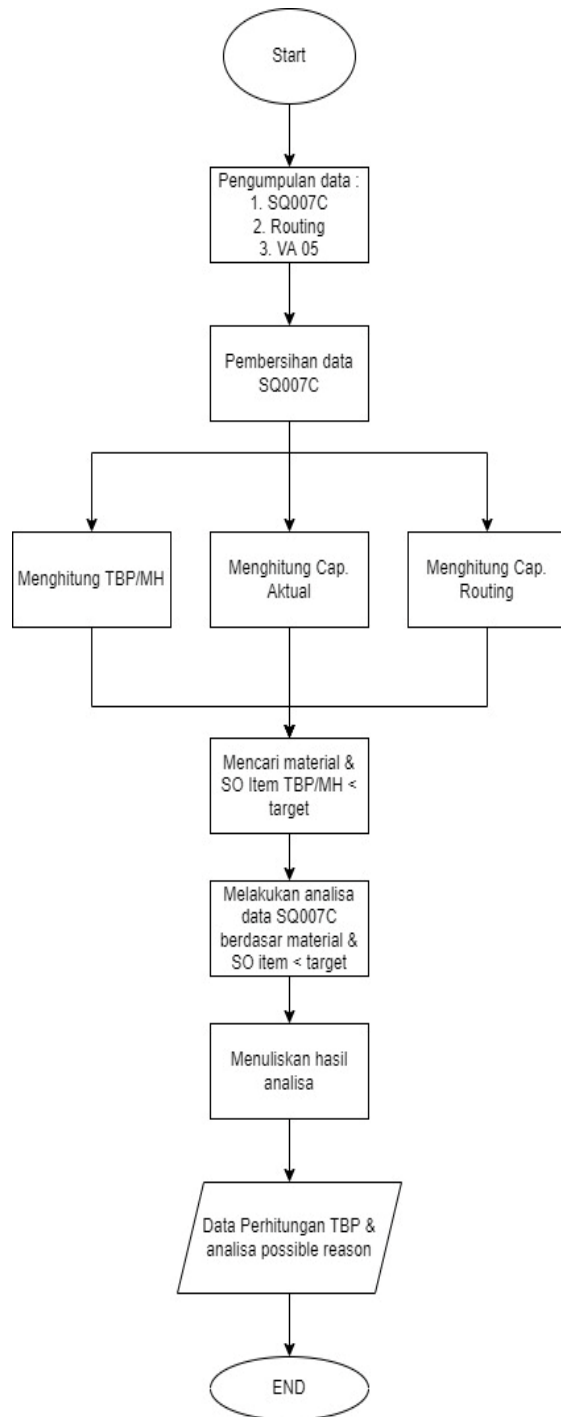 Start
Pengumpulan data :
1. SQ007C
2. Routing
3. VA 05
Pembersihan data
SQ007C
Menghitung TBP/MH
Menghitung Cap.
Aktual
Menghitung Cap.
Routing
Mencari material &
SO Item TBP/MH <
target
Melakukan analisa
data SQ007C
berdasar material &
SO item < target
Menuliskan hasil
analisa
Data Perhitungan TBP &
analisa possible reason
END